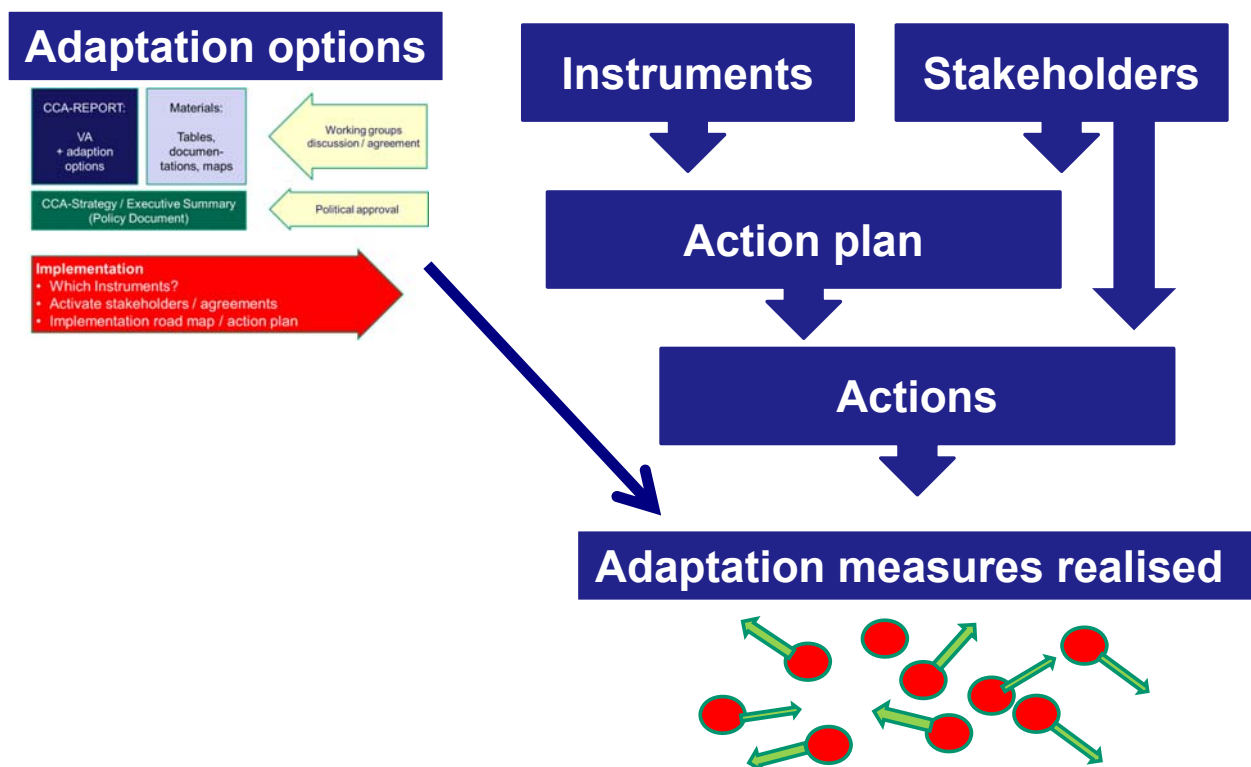 Adaptation options
CCA-REPORT:
VA
+ adaption
options
Materials:
Tables,
documen-
tations, maps
Working groups
discussion / agreement
CCA-Strategy / Executive Summary
(Policy Document)
Political approval
Implementation
• Which Instruments?
• Activate stakeholders / agreements
• Implementation road map / action plan
Instruments
Stakeholders
Action plan
Actions
Adaptation measures realised